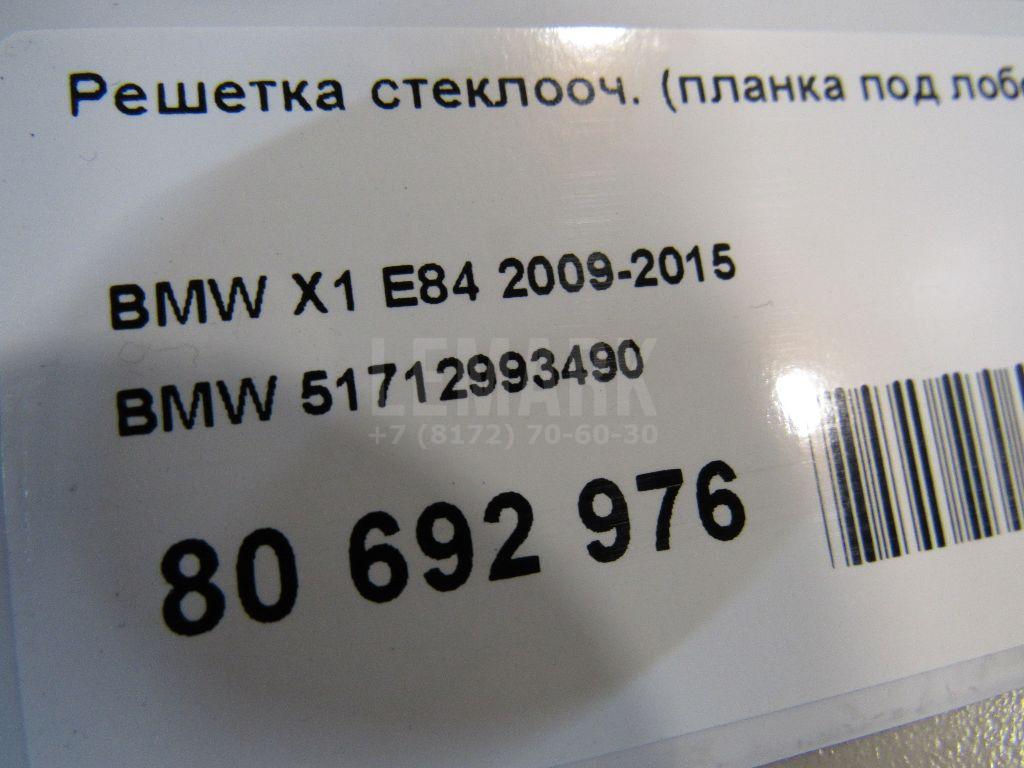 Решетка стеклооч. (планка под лобо
BMW X1 E84 2009-2015
BMW 51712993490
LEMARK
+7 (8172) 70-60-30
80 692 976